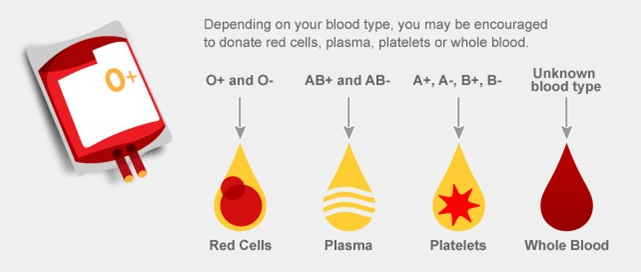 Depending on your blood type, you may be encouraged
to donate red cells, plasma, platelets or whole blood.
O+
O+ and O-
AB+ and AB-
A+, A-, B+, B-
Unknown
blood type
Red Cells
Plasma
Platelets
Whole Blood